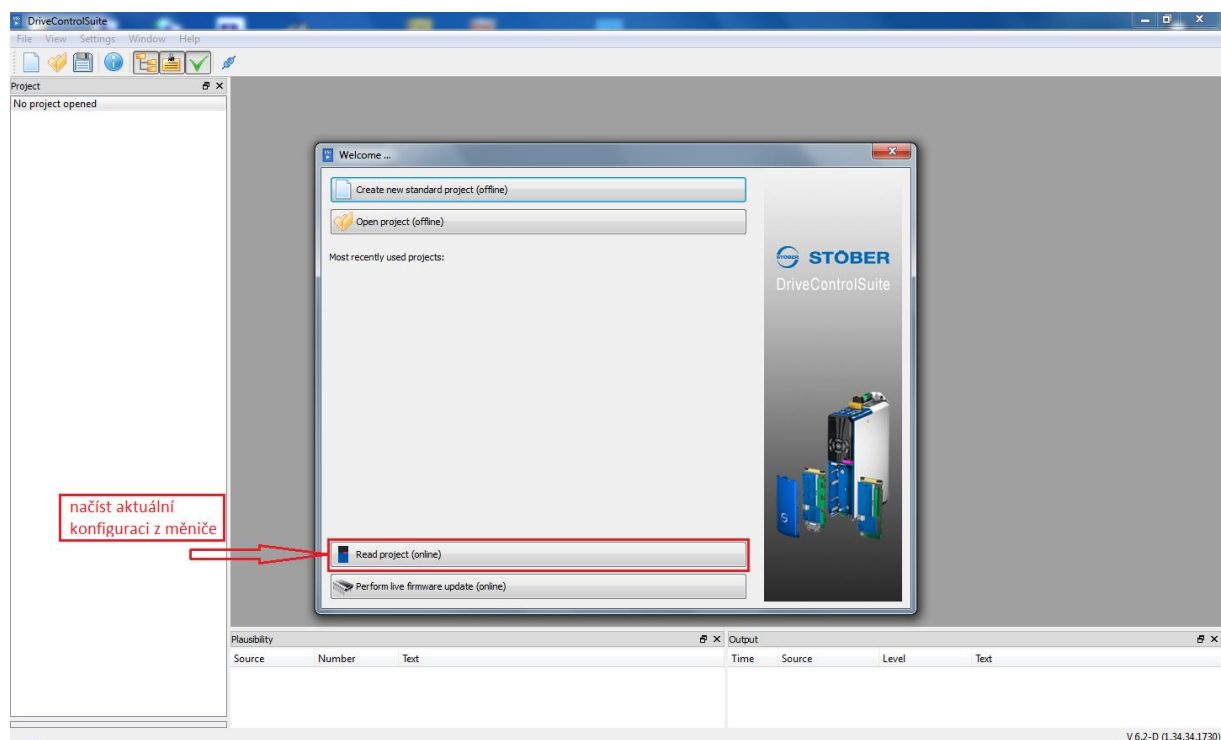 DriveControlSuite
File View Settings Window Help
Project
No project opened
Welcome ...
Create new standard project (offline)
Open project (offline)
Most recently used projects:
STÖBER
STÖBER
DriveControlSuite
S
načíst aktuální
konfiguraci z měniče
Read project (online)
Perform live firmware update (online)
Plausibility
Source Number Text
Output
Time Source Level Text
V 6.2-D (1.34.34.1730)